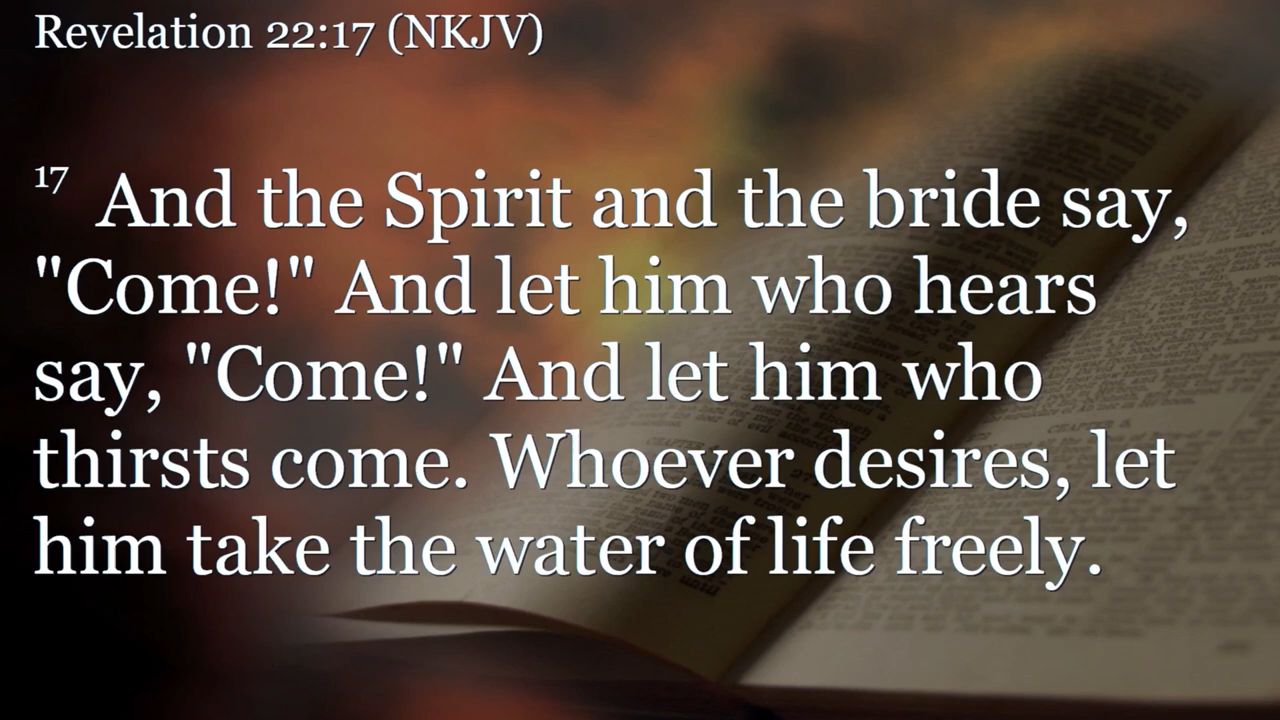 Revelation 22:17 (NKJV)
17 And the Spirit and the bride say,
"Come!" And let him who hears
say, "Come!" And let him who
thirsts come. Whoever desires, let
him take the water of life freely.